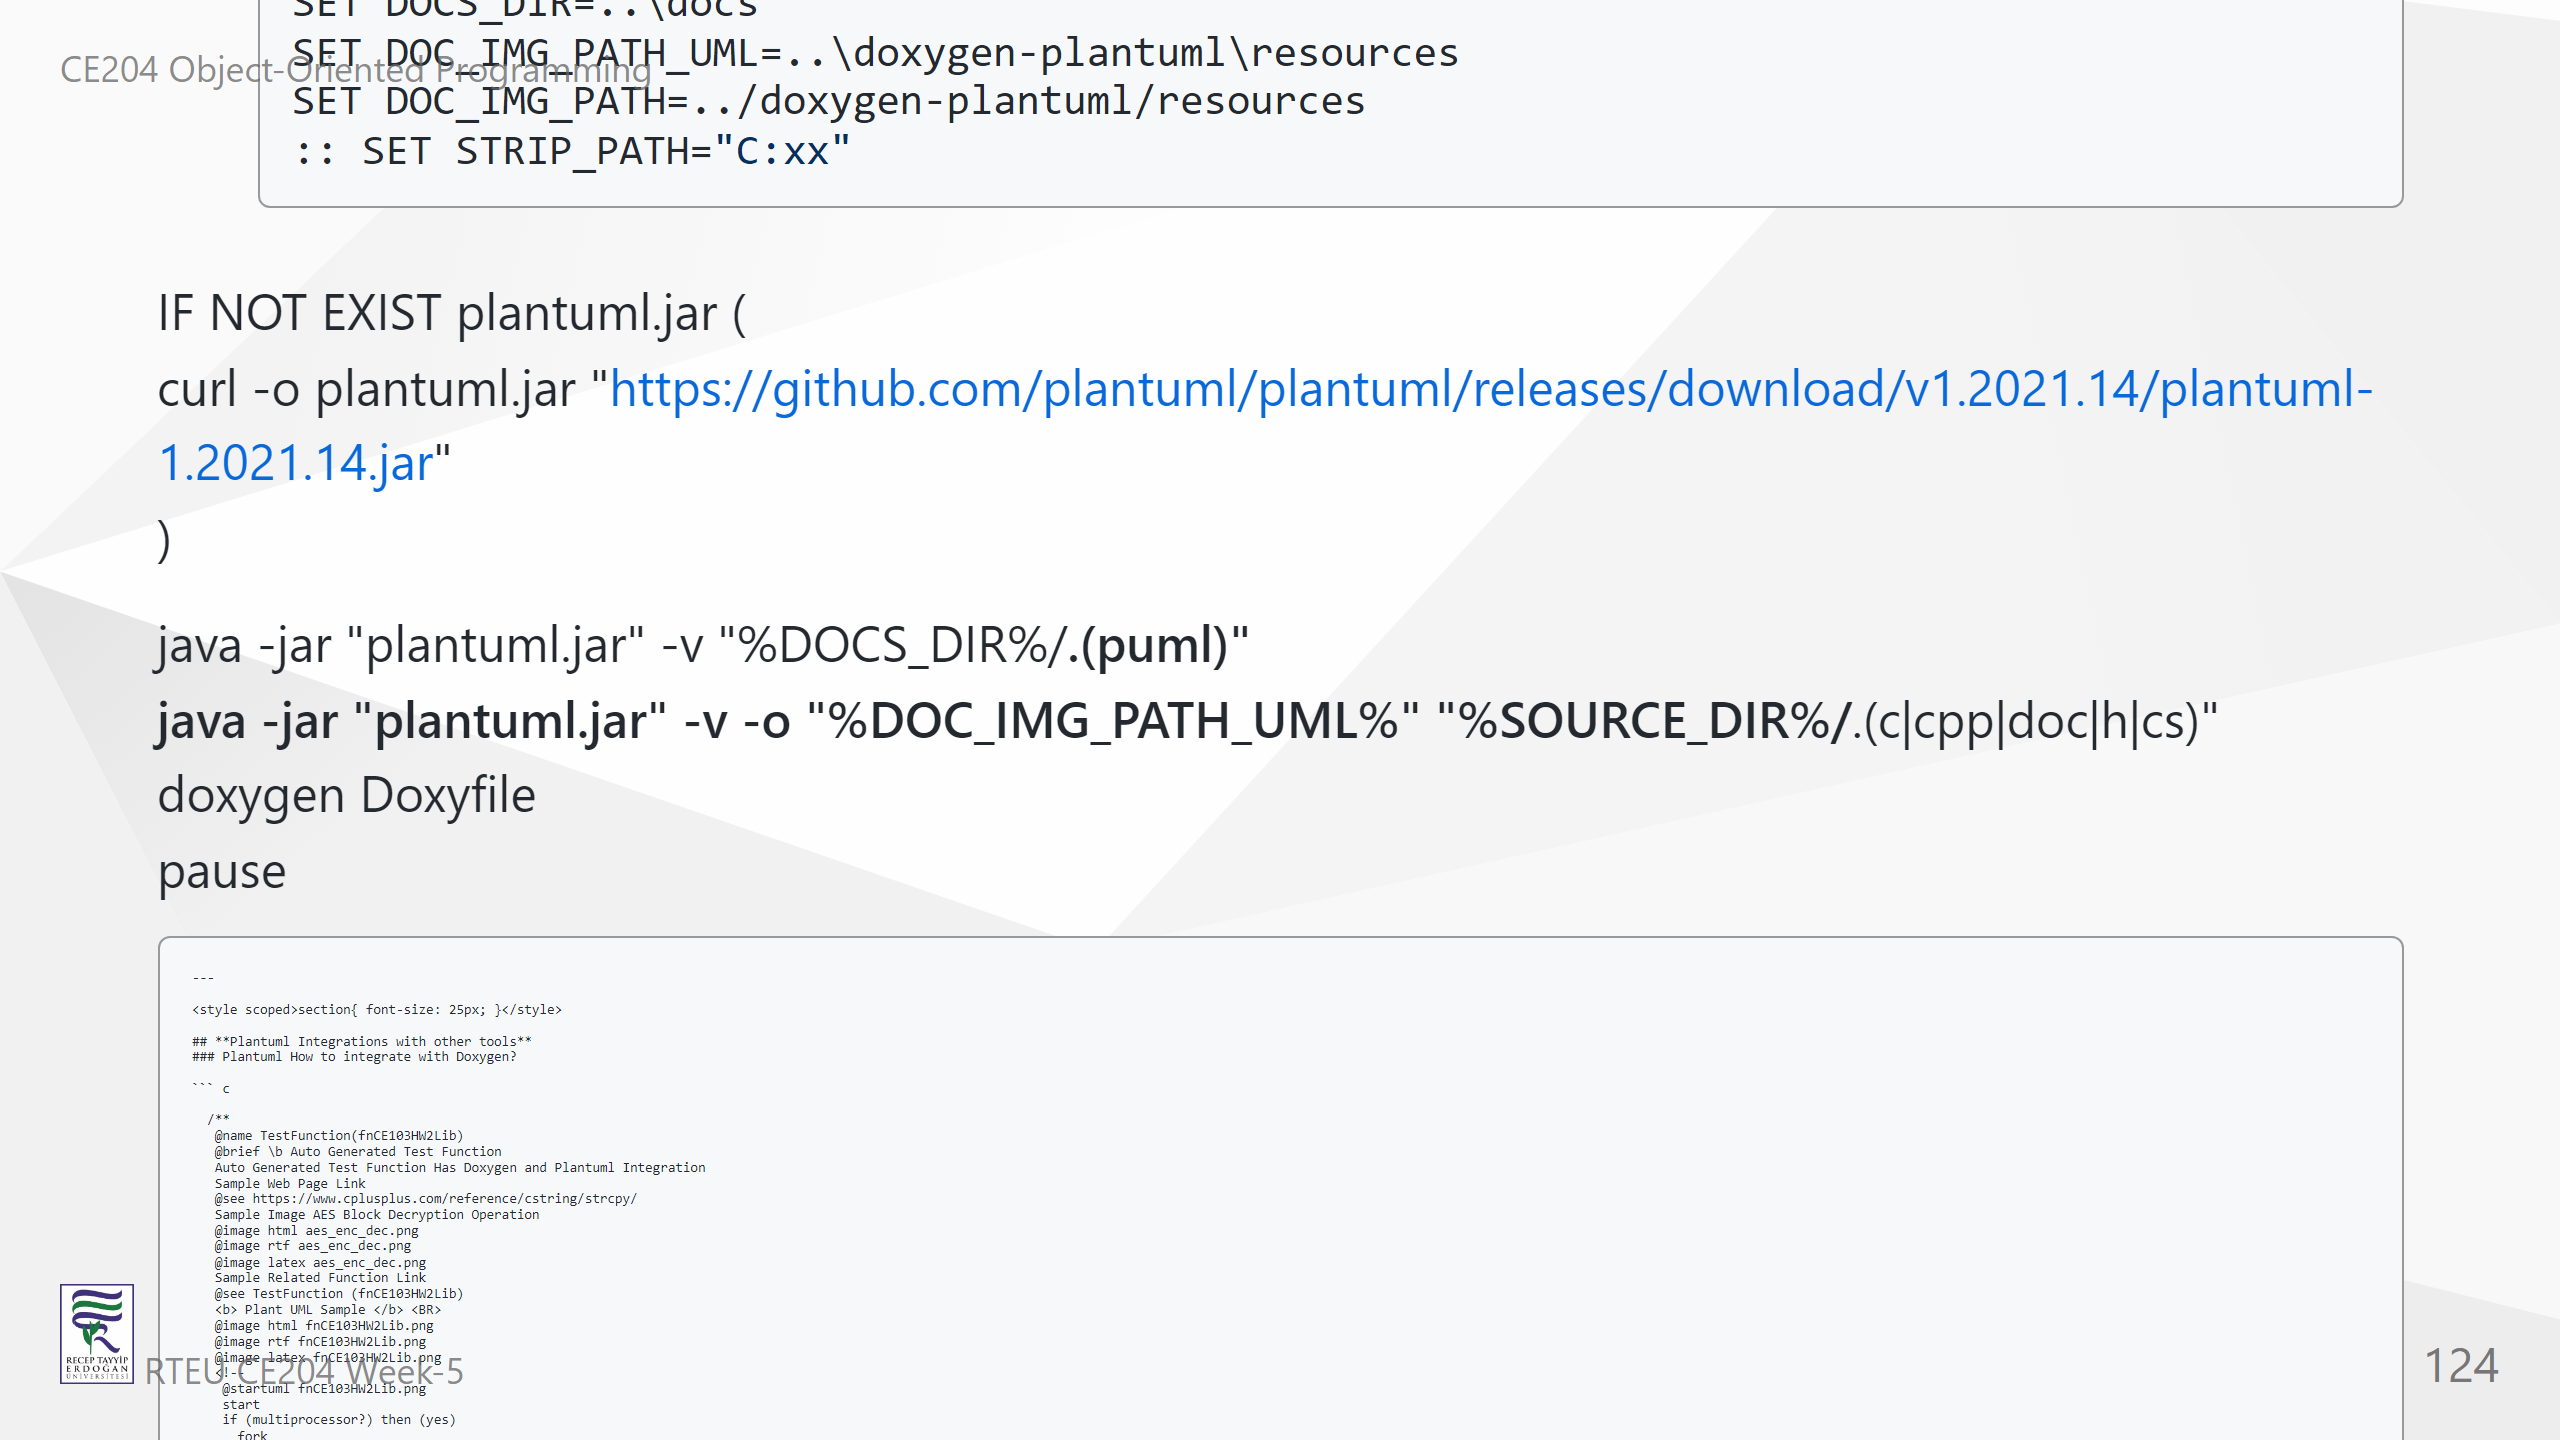 SET DOCS_DIR=..\docs
CE204 Object-Oriented Programming
SET DOC_IMG_PATH_UML=..\doxygen-plantuml\resources
SET DOC_IMG_PATH=../doxygen-plantuml/resources
:: SET STRIP_PATH="C:xx"
IF NOT EXIST plantuml.jar (
curl -o plantuml.jar "https://github.com/plantuml/plantuml/releases/download/v1.2021.14/plantuml-
1.2021.14.jar"
)
java -jar "plantuml.jar" -v "%DOCS_DIR%/.(puml)"
java -jar "plantuml.jar" -v -o "%DOC_IMG_PATH_UML%" "%SOURCE_DIR%/.(c|cpp|doc|h|cs)"
doxygen Doxyfile
pause
---
<style scoped>section{ font-size: 25px; }</style>
## **Plantuml Integrations with other tools**
### Plantuml How to integrate with Doxygen?
``` c
/**
@name TestFunction(fnCE103HW2Lib)
@brief \b Auto Generated Test Function
Auto Generated Test Function Has Doxygen and Plantuml Integration
Sample Web Page Link
@see https://www.cplusplus.com/reference/cstring/strcpy/
Sample Image AES Block Decryption Operation
@image html aes_enc_dec.png
@image rtf aes_enc_dec.png
@image latex aes_enc_dec.png
Sample Related Function Link
@see TestFunction (fnCE103HW2Lib)
<b> Plant UML Sample </b> <BR>
@image html fnCE103HW2Lib.png
@image rtf fnCE103HW2Lib.png
@image latex fnCE103HW2Lib.png
<!--
@startuml fnCE103HW2Lib.png
start
if (multiprocessor?) then (yes)
fork
RECEP TAYYİP
ERDOĞAN
ÜNİVERSİTESİ
RTEU CE204 Week-5
124